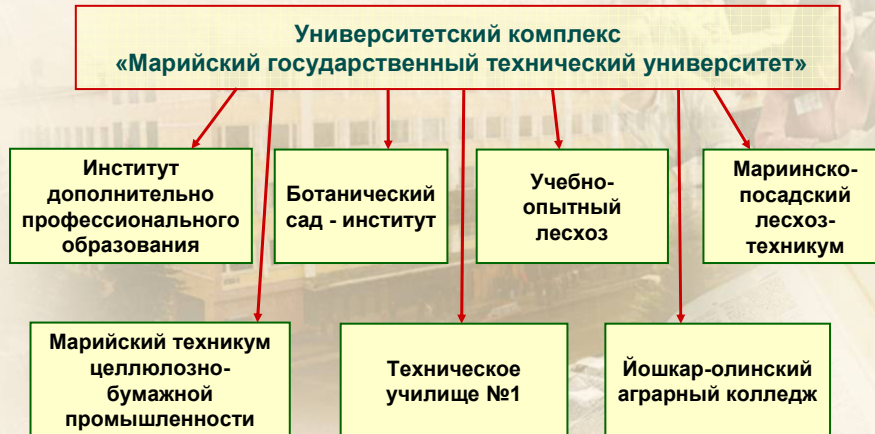 Университетский комплекс
«Марийский государственный технический университет»
Институт
дополнительно
профессионального
образования
Ботанический
сад - институт
Учебно-
опытный
лесхоз
Мариинско-
посадский
лесхоз-
техникум
Марийский техникум
целлюлозно-
бумажной
промышленности
Техническое
училище №1
Йошкар-олинский
аграрный колледж